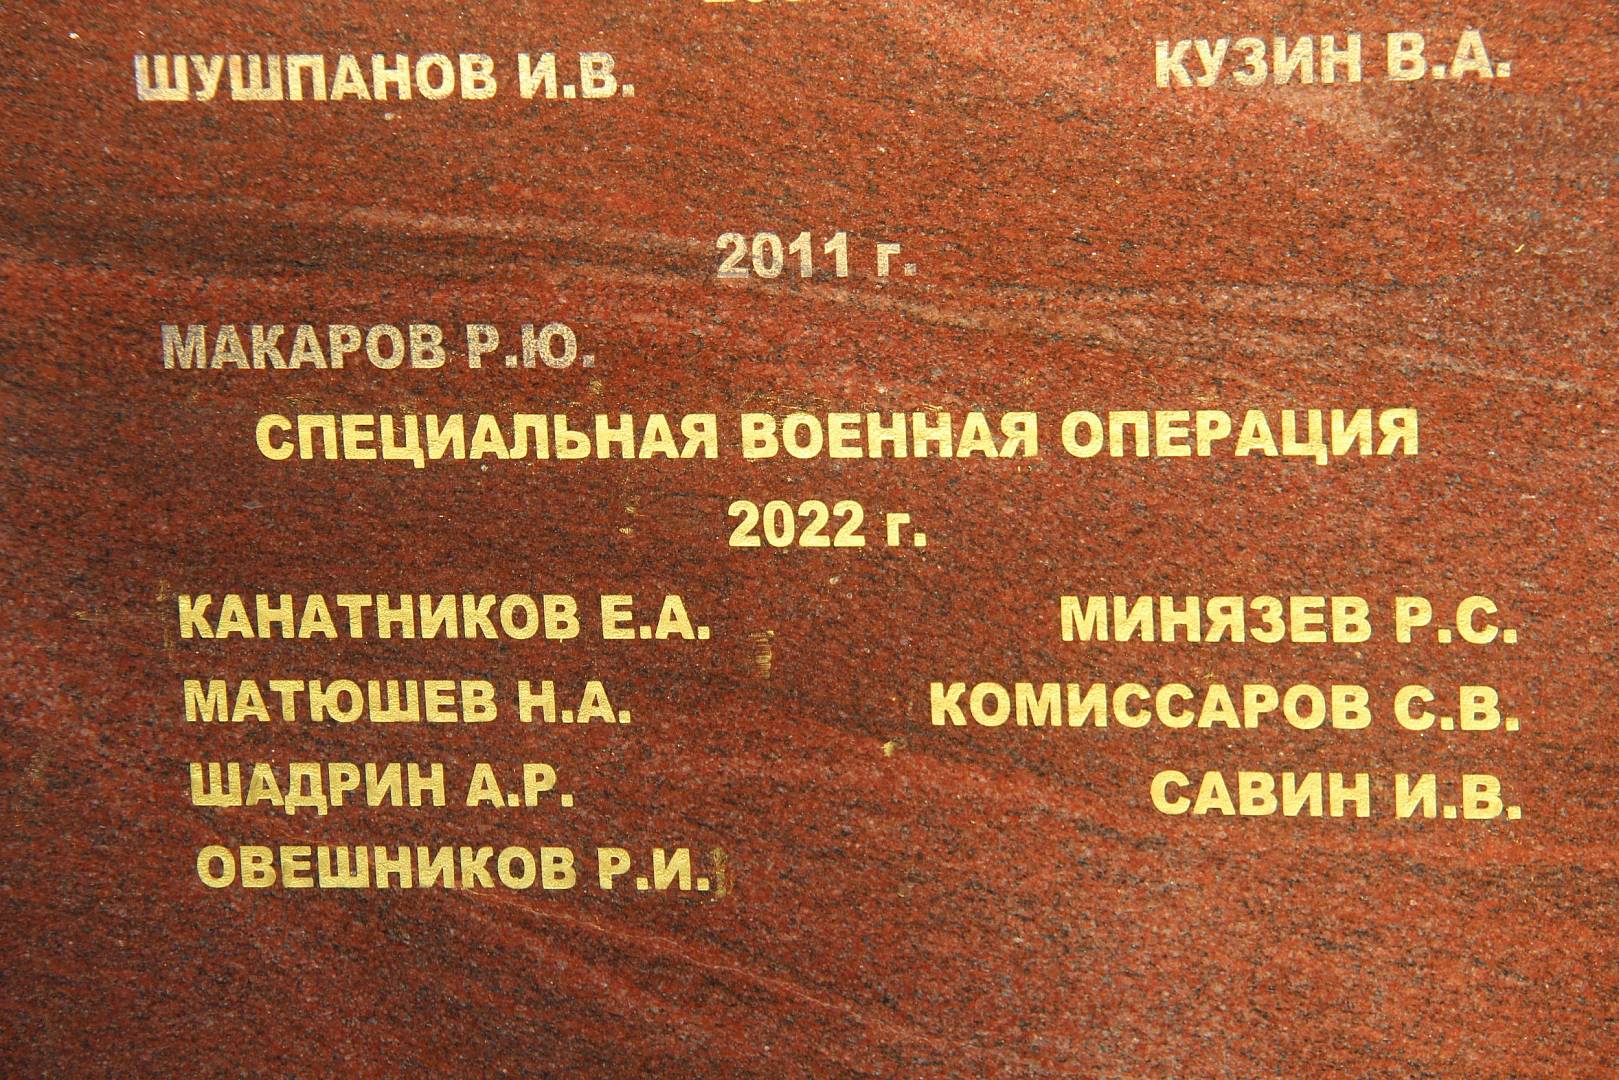 ШУШПАНОВ И.В. КУЗИН В.А.
2011 г.
МАКАРОВ Р.Ю.
СПЕЦИАЛЬНАЯ ВОЕННАЯ ОПЕРАЦИЯ
2022 г.
КАНАТНИКОВ Е.А. МИНЯЗЕВ Р.С.
МАТЮШЕВ Н.А. КОМИССАРОВ С.В.
ШАДРИН А.Р. САВИН И.В.
ОВЕШНИКОВ Р.И.